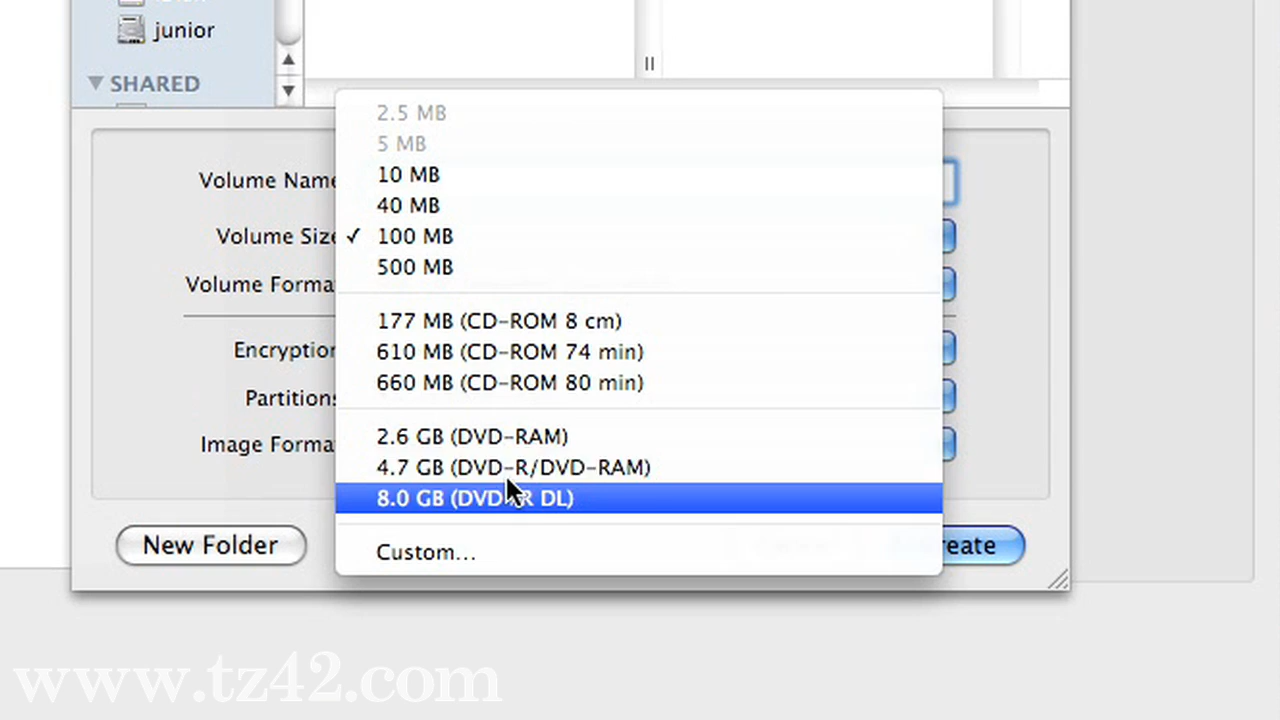 junior
SHARED
2.5 MB
5 MB
10 MB
Volume Name
40 MB
Volume Size ✓ 100 MB
500 MB
Volume Forma
177 MB (CD-ROM 8 cm)
Encryption
610 MB (CD-ROM 74 min)
660 MB (CD-ROM 80 min)
Partitions
2.6 GB (DVD-RAM)
Image Forma
4.7 GB (DVD-R/DVD-RAM)
8.0 GB (DVD-R DL)
New Folder
Custom...
eate
www.tz42.com